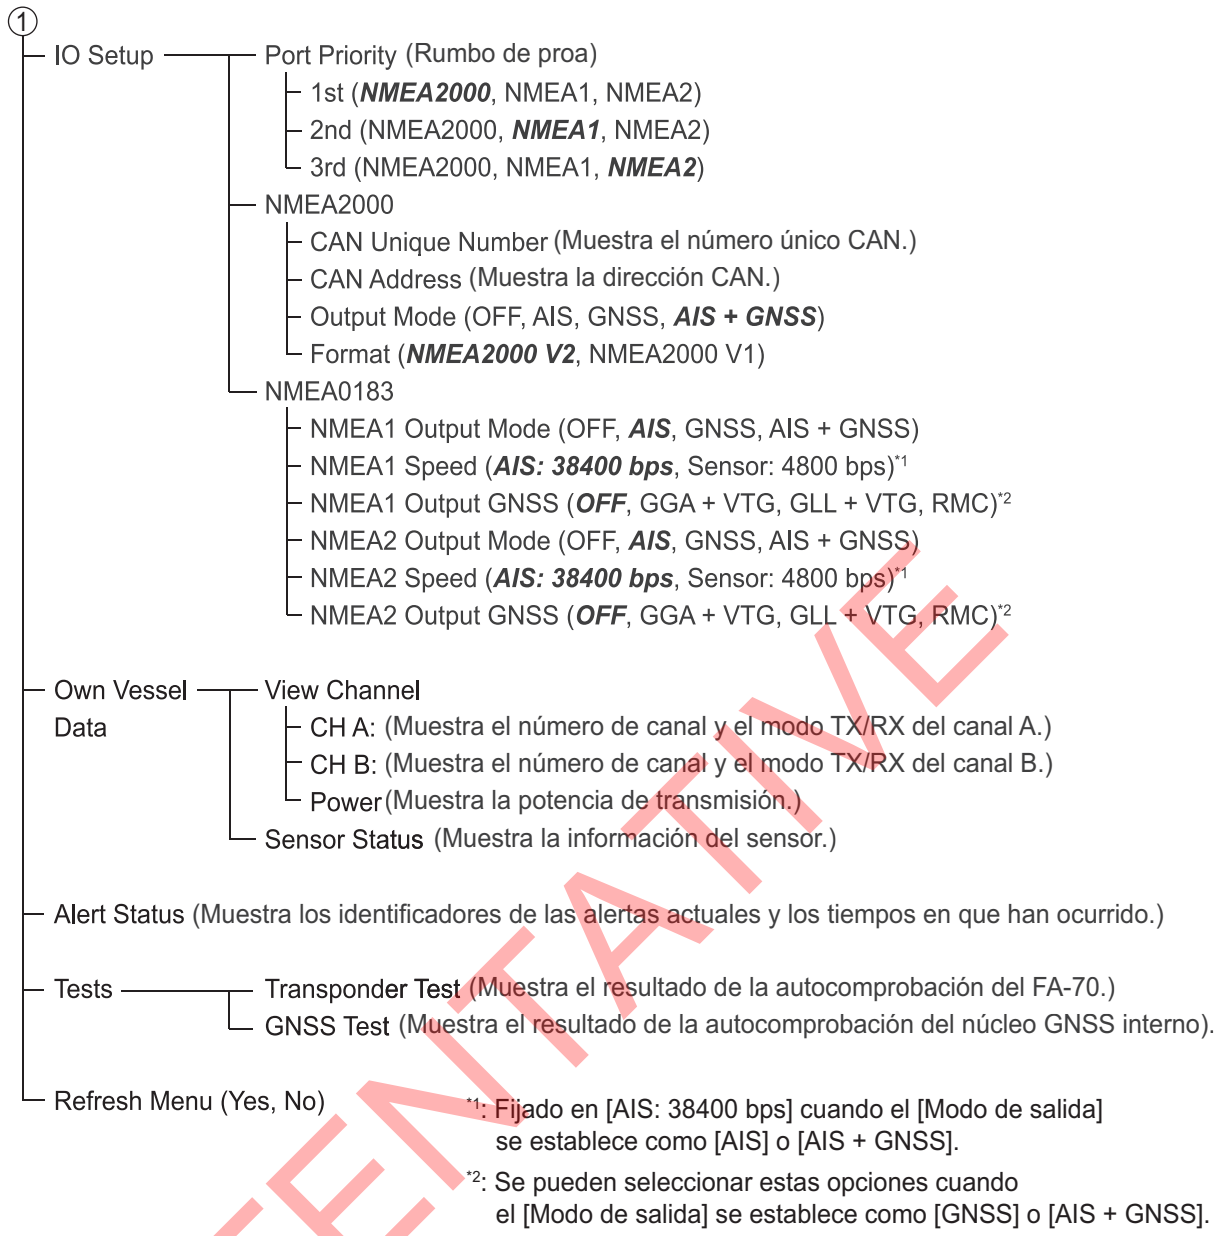 1
IO Setup
Port Priority (Rumbo de proa)
1st (NMEA2000, NMEA1, NMEA2)
2nd (NMEA2000, NMEA1, NMEA2)
3rd (NMEA2000, NMEA1, NMEA2)
NMEA2000
CAN Unique Number (Muestra el número único CAN.)
CAN Address (Muestra la dirección CAN.)
Output Mode (OFF, AIS, GNSS, AIS + GNSS)
Format (NMEA2000 V2, NMEA2000 V1)
NMEA0183
NMEA1 Output Mode (OFF, AIS, GNSS, AIS + GNSS)
NMEA1 Speed (AIS: 38400 bps, Sensor: 4800 bps)*1
NMEA1 Output GNSS (OFF, GGA + VTG, GLL + VTG, RMC)*2
NMEA2 Output Mode (OFF, AIS, GNSS, AIS + GNSS)
NMEA2 Speed (AIS: 38400 bps, Sensor: 4800 bps)*1
NMEA2 Output GNSS (OFF, GGA + VTG, GLL + VTG, RMC)*2
Own Vessel
Data
View Channel
CH A: (Muestra el número de canal y el modo TX/RX del canal A.)
CH B: (Muestra el número de canal y el modo TX/RX del canal B.)
Power (Muestra la potencia de transmisión.)
Sensor Status (Muestra la información del sensor.)
Alert Status (Muestra los identificadores de las alertas actuales y los tiempos en que han ocurrido.)
Tests
Transponder Test (Muestra el resultado de la autocomprobación del FA-70.)
GNSS Test (Muestra el resultado de la autocomprobación del núcleo GNSS interno).
Refresh Menu (Yes, No)
*1: Fijado en [AIS: 38400 bps] cuando el [Modo de salida]
se establece como [AIS] o [AIS + GNSS].
*2: Se pueden seleccionar estas opciones cuando
el [Modo de salida] se establece como [GNSS] o [AIS + GNSS].
TENTATIVE